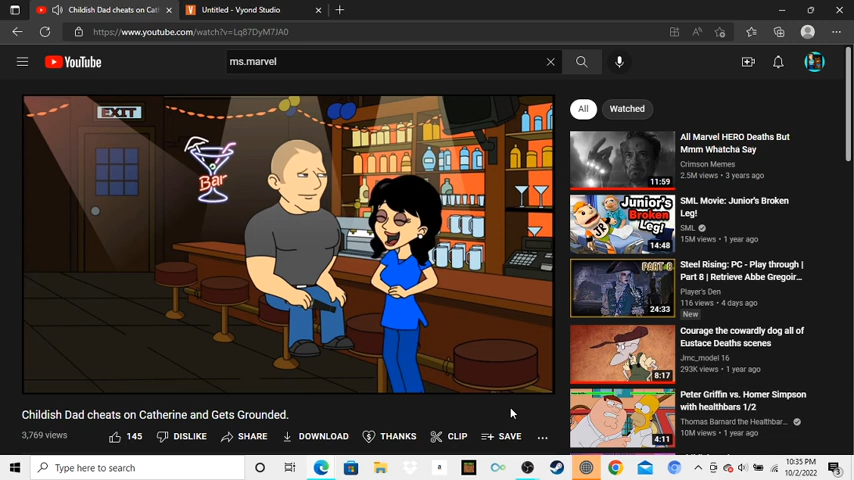 Childish Dad cheats on Cath
Untitled - Vyond Studio
https://www.youtube.com/watch?v=Lq87DyM7JA0
YouTube
ms.marvel
EXIT
Bar
All
Watched
All Marvel HERO Deaths But
Mmm Whatcha Say
Crimson Memes
2.5M views • 3 years ago
11:59
SML Movie: Junior's Broken
Leg!
SML
15M views • 1 year ago
Junior's
Broken
Leg!
14:48
Steel Rising: PC - Play through |
Part 8 | Retrieve Abbe Gregoir...
Player's Den
116 views • 4 days ago
New
PART-8
24:33
Courage the cowardly dog all of
Eustace Deaths scenes
Jmc_model 16
293K views • 1 year ago
8:17
Peter Griffin vs. Homer Simpson
with healthbars 1/2
Thomas Barnard the Healthbar...
10M views • 1 year ago
4:11
Childish Dad cheats on Catherine and Gets Grounded.
3,769 views
145
DISLIKE
SHARE
DOWNLOAD
THANKS
CLIP
SAVE
Type here to search
10:35 PM
10/2/2022
3